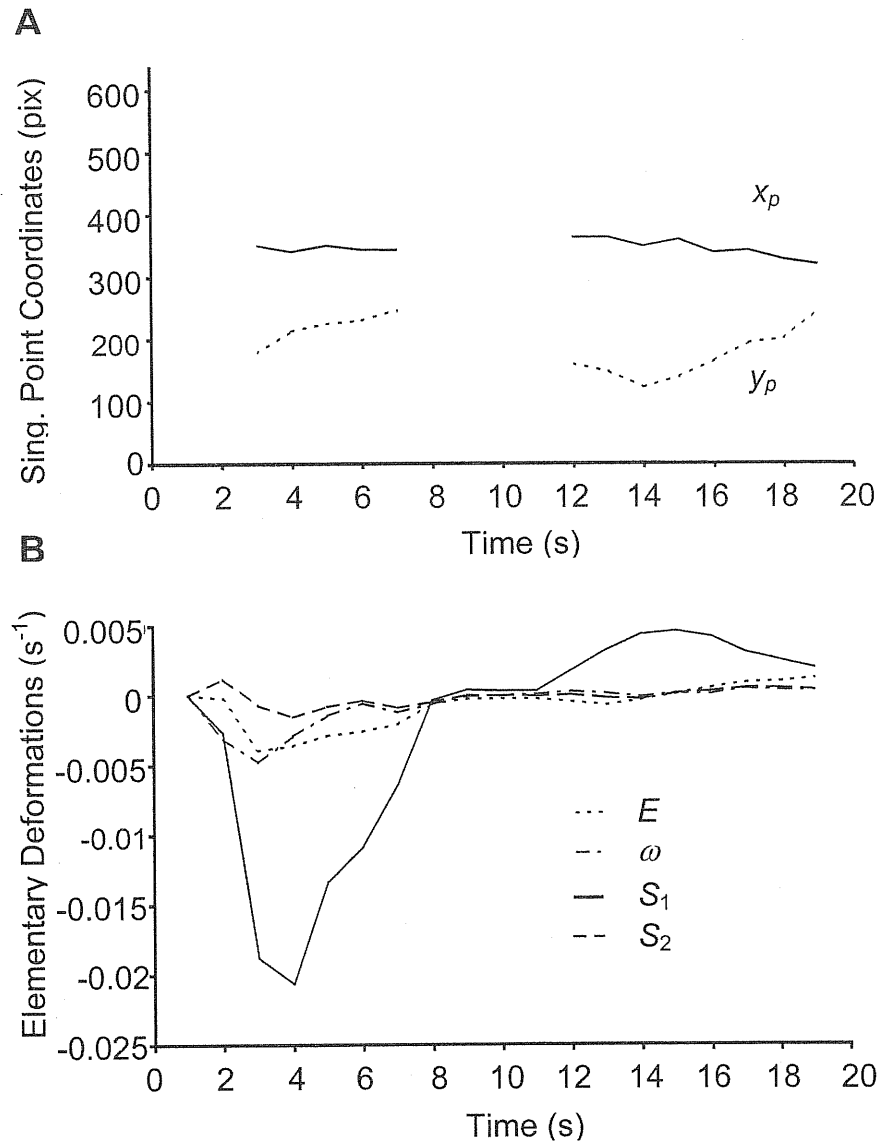 A
Sing. Point Coordinates (pix)
600
500
400
300
200
100
0
x_p
y_p
0 2 4 6 8 10 12 14 16 18 20
Time (s)
B
Elementary Deformations (s⁻¹)
0.005
0
-0.005
-0.01
-0.015
-0.02
-0.025
E
ω
S₁
S₂
0 2 4 6 8 10 12 14 16 18 20
Time (s)